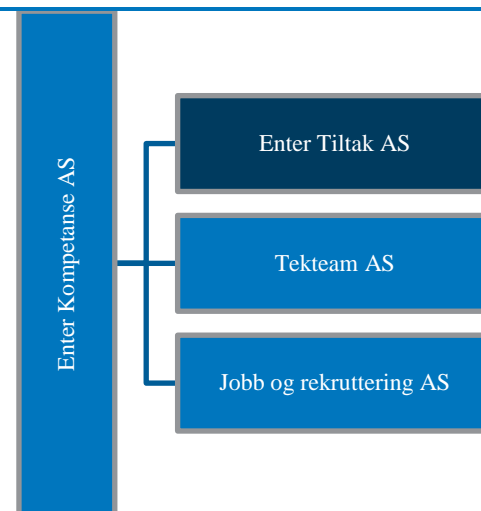 Enter Kompetanse AS
Enter Tiltak AS
Tekteam AS
Jobb og rekruttering AS